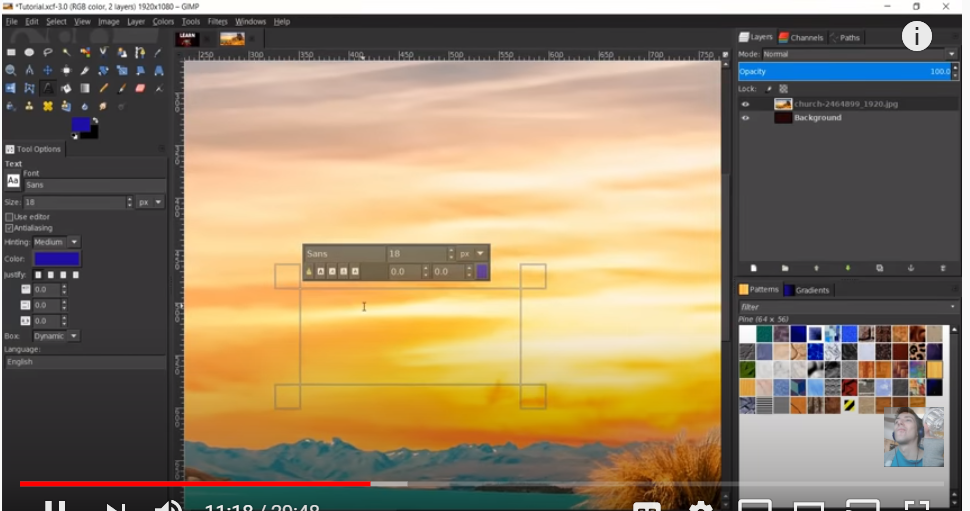 *Tutorial.xcf-3.0 (RGB color, 2 layers) 1920x1080 – GIMP
File Edit Select View Image Layer Colors Tools Filters Windows Help
LEARN
Layers Channels Paths
Mode: Normal
Opacity 100.0
Lock:
church-2464899_1920.jpg
Background
250 300 350 400 450 500 550 600 650 700 750
Tool Options
Text
Font
Aa Sans
Size: 18 px
Use editor
Antialiasing
Hinting: Medium
Color:
Justify:
0.0
0.0
0.0
Box: Dynamic
Language:
English
Sans 18 px
A A I A 0.0 0.0
Patterns Gradients
filter
Pine (64 × 56)
11:18 / 29:48